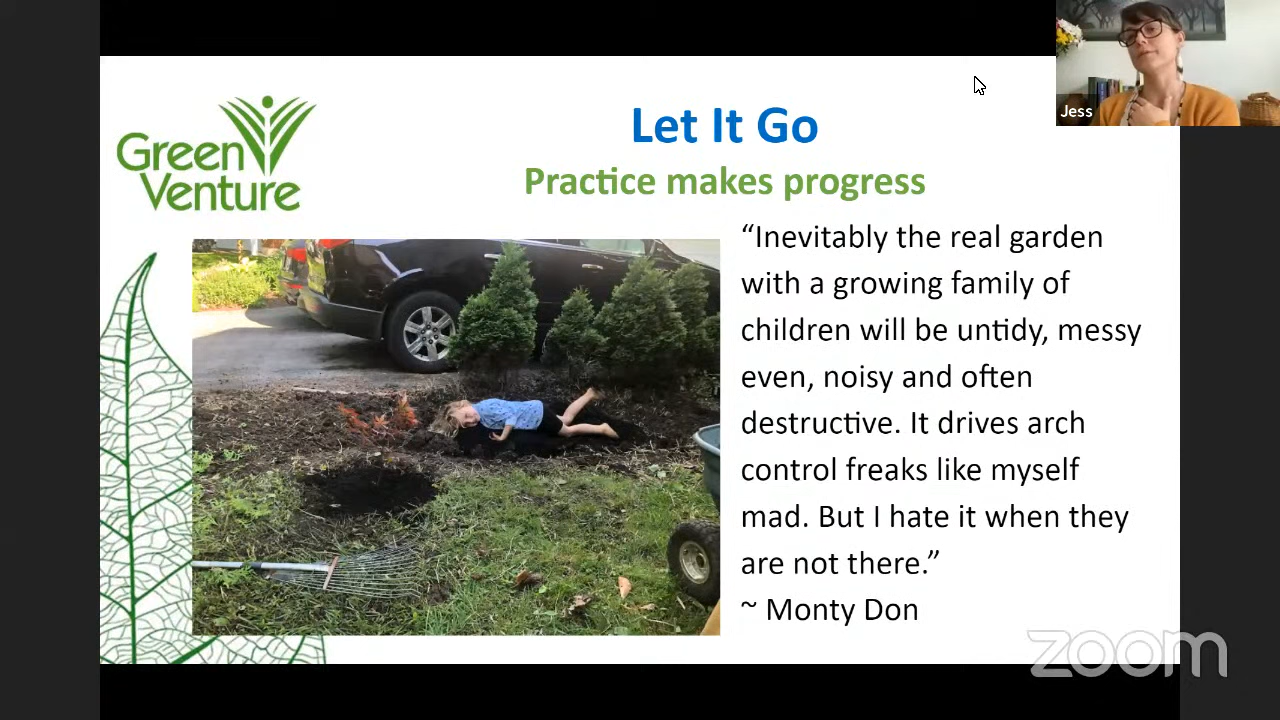 Jess
Green
Venture
Let It Go
Practice makes progress
“Inevitably the real garden
with a growing family of
children will be untidy, messy
even, noisy and often
destructive. It drives arch
control freaks like myself
mad. But I hate it when they
are not there.”
~ Monty Don
zoom